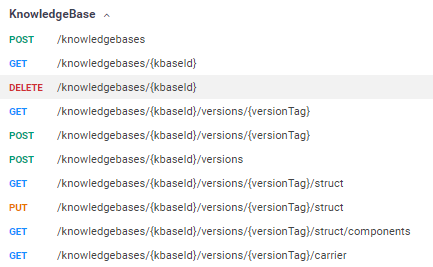 KnowledgeBase
POST /knowledgebases
GET /knowledgebases/{kbaseId}
DELETE /knowledgebases/{kbaseId}
GET /knowledgebases/{kbaseId}/versions/{versionTag}
POST /knowledgebases/{kbaseId}/versions/{versionTag}
POST /knowledgebases/{kbaseId}/versions
GET /knowledgebases/{kbaseId}/versions/{versionTag}/struct
PUT /knowledgebases/{kbaseId}/versions/{versionTag}/struct
GET /knowledgebases/{kbaseId}/versions/{versionTag}/struct/components
GET /knowledgebases/{kbaseId}/versions/{versionTag}/carrier